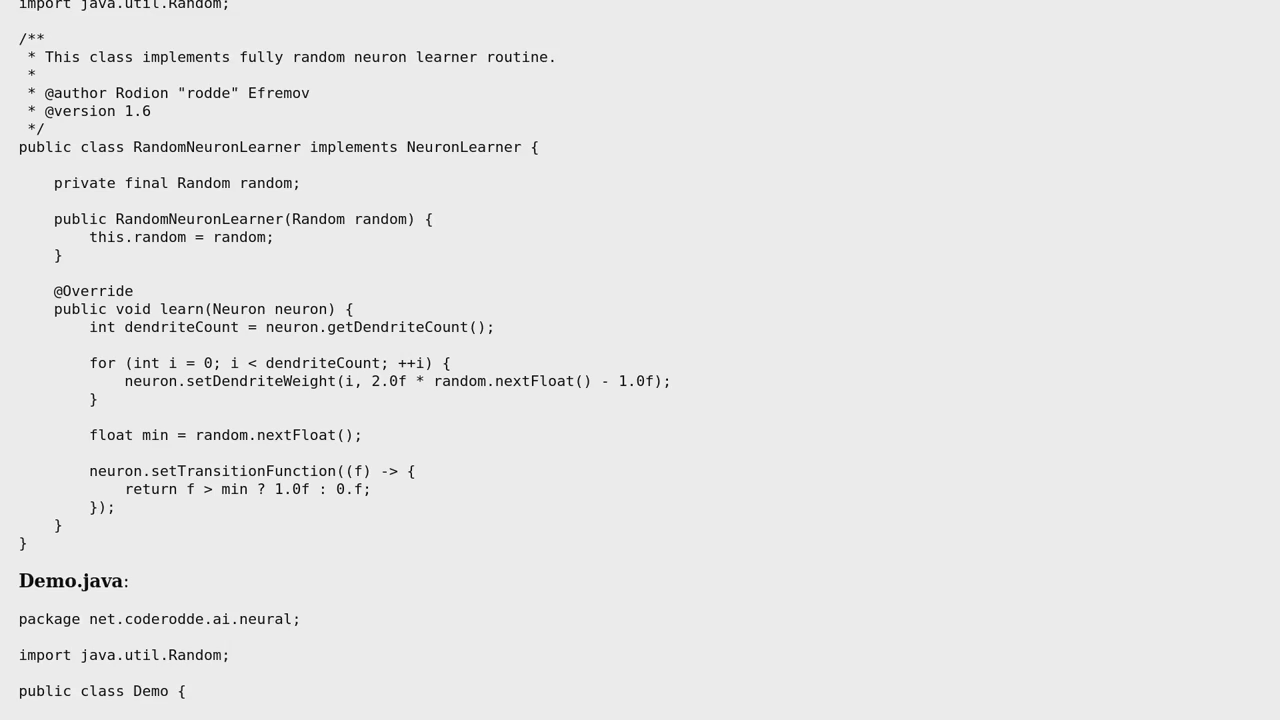 import java.util.Random;

/**
 * This class implements fully random neuron learner routine.
 *
 * @author Rodion "rodde" Efremov
 * @version 1.6
 */
public class RandomNeuronLearner implements NeuronLearner {

    private final Random random;

    public RandomNeuronLearner(Random random) {
        this.random = random;
    }

    @Override
    public void learn(Neuron neuron) {
        int dendriteCount = neuron.getDendriteCount();

        for (int i = 0; i < dendriteCount; ++i) {
            neuron.setDendriteWeight(i, 2.0f * random.nextFloat() - 1.0f);
        }

        float min = random.nextFloat();

        neuron.setTransitionFunction((f) -> {
            return f > min ? 1.0f : 0.f;
        });
    }
}

Demo.java:

package net.coderodde.ai.neural;

import java.util.Random;

public class Demo {